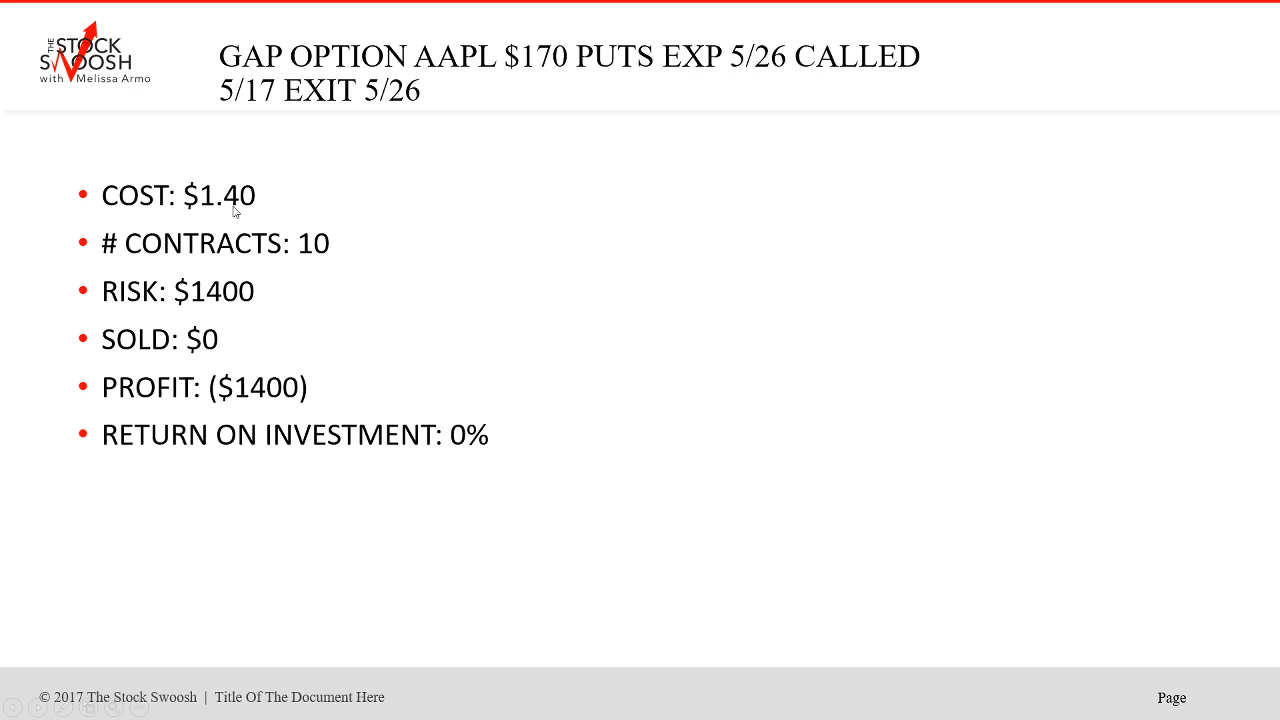 THE STOCK
SWOOSH
with Melissa Armo
GAP OPTION AAPL $170 PUTS EXP 5/26 CALLED
5/17 EXIT 5/26
• COST: $1.40
• # CONTRACTS: 10
• RISK: $1400
• SOLD: $0
• PROFIT: ($1400)
• RETURN ON INVESTMENT: 0%
© 2017 The Stock Swoosh | Title Of The Document Here
Page